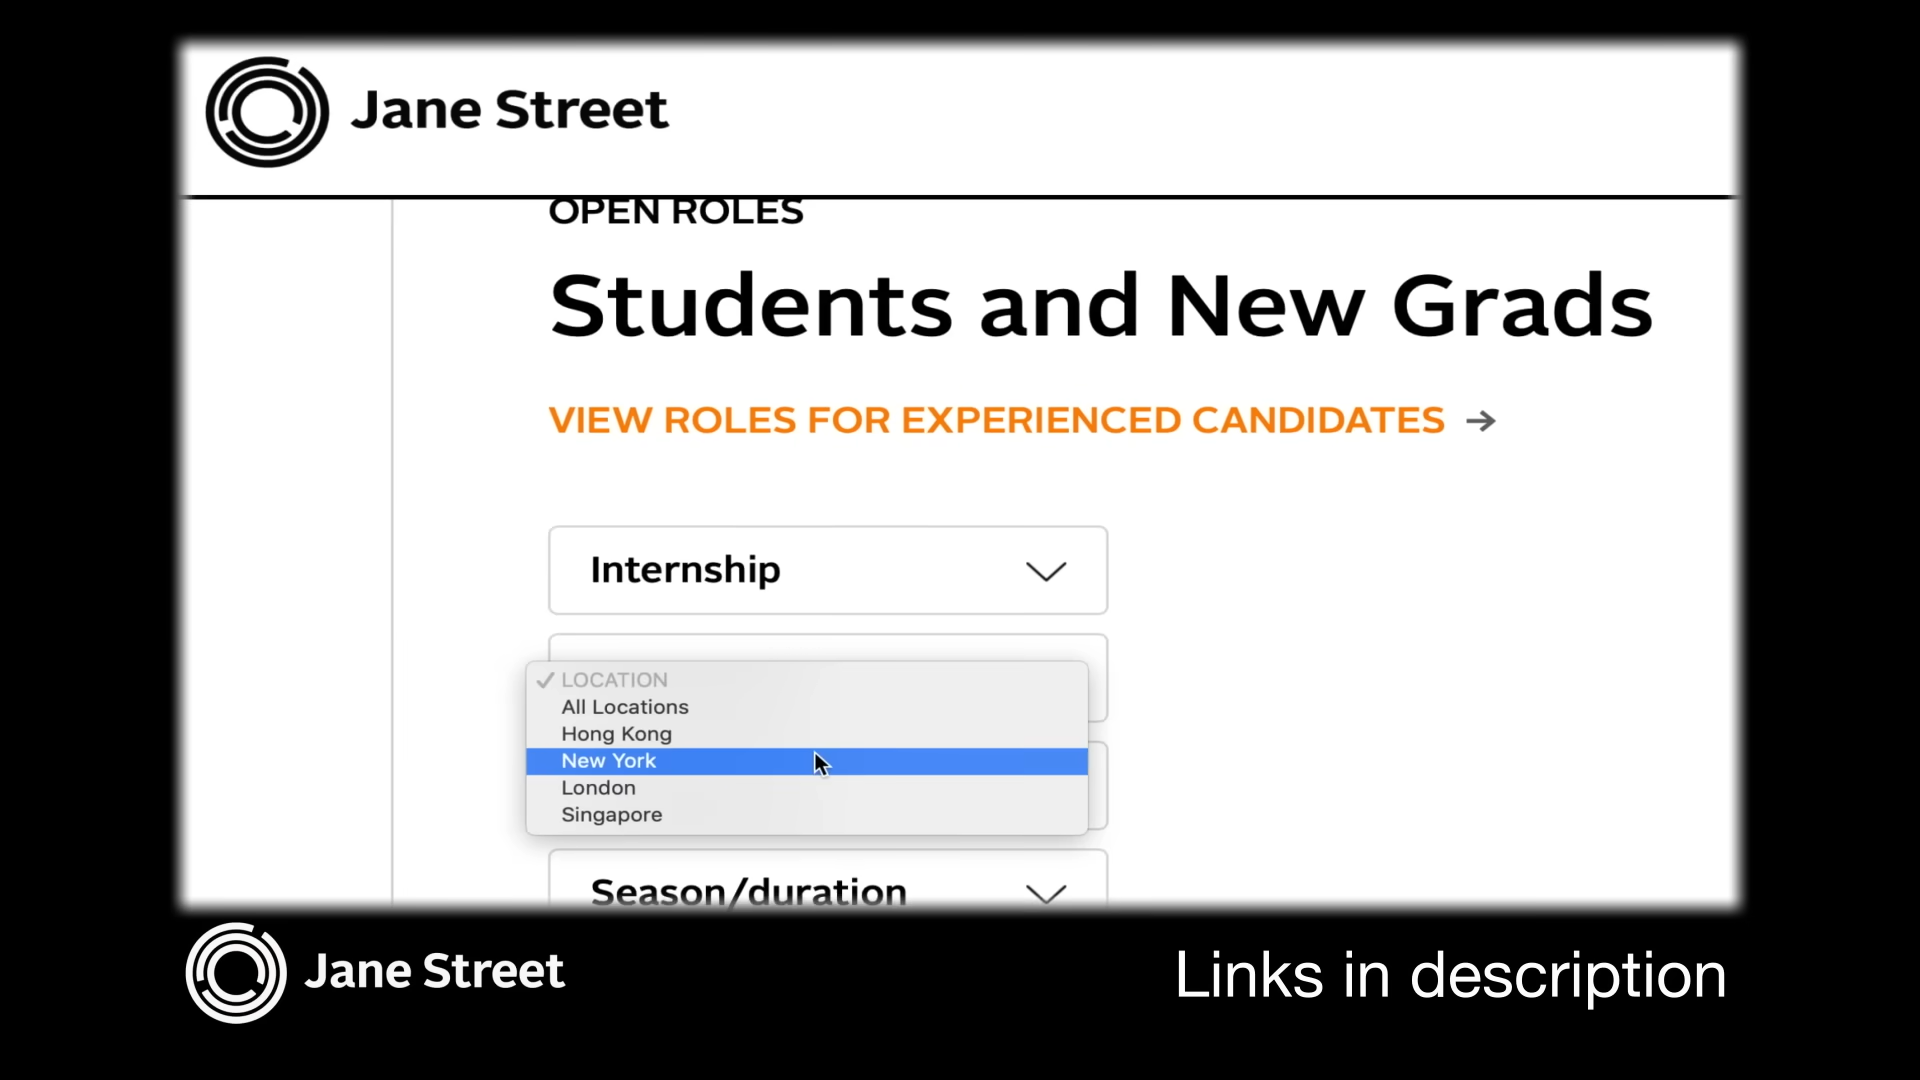 Jane Street
OPEN ROLES
Students and New Grads
VIEW ROLES FOR EXPERIENCED CANDIDATES →
Internship
✓ LOCATION
All Locations
Hong Kong
New York
London
Singapore
Season/duration
Jane Street
Links in description